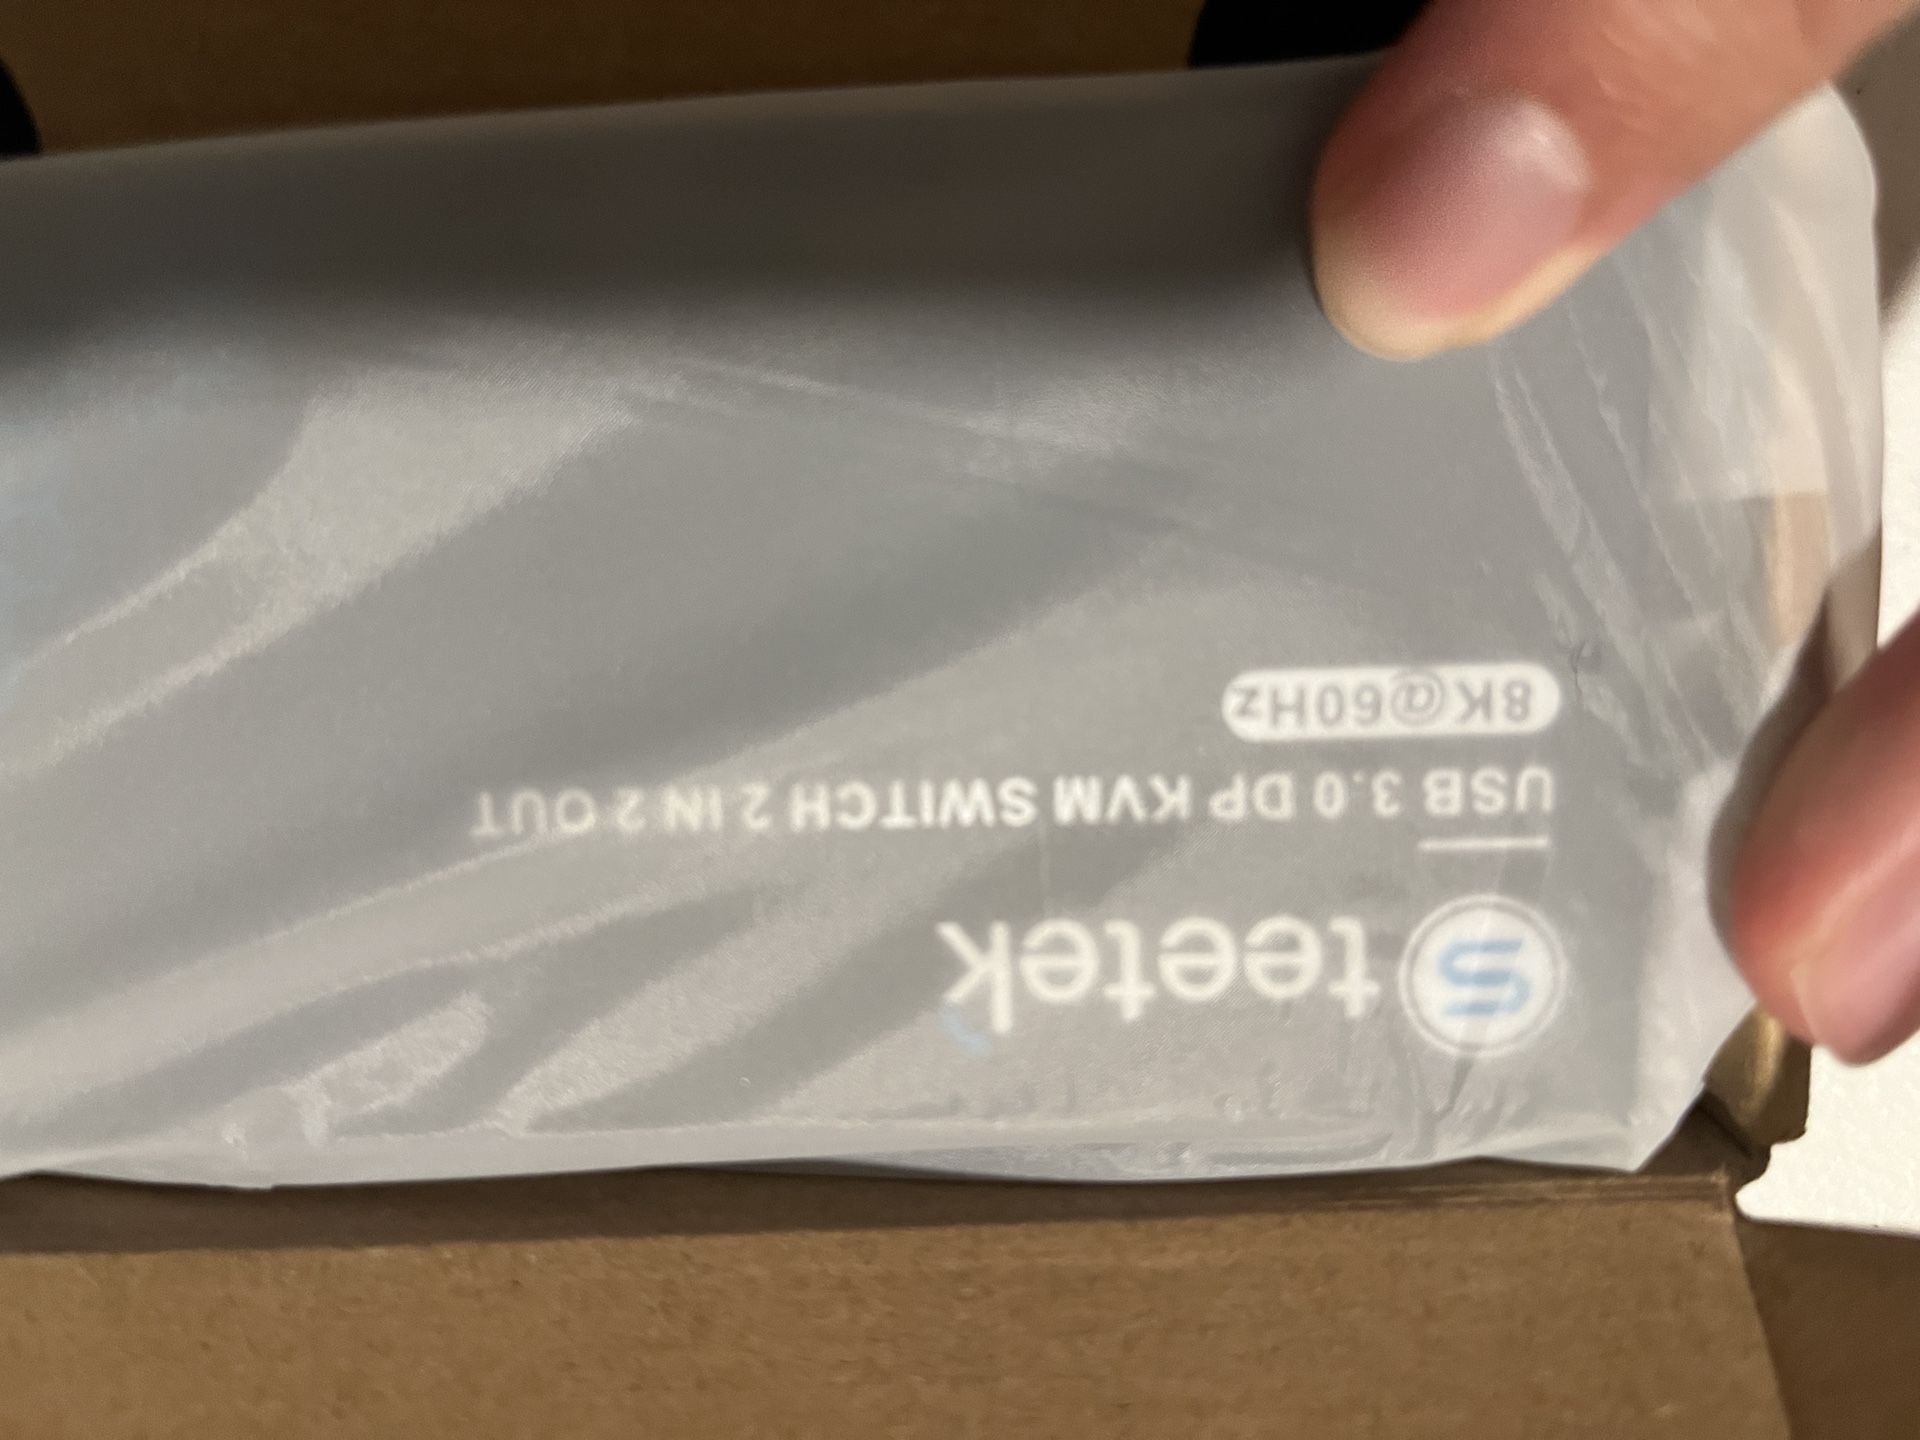 teetek
USB 3.0 DP KVM SWITCH 2 IN 2 OUT
8K@60Hz